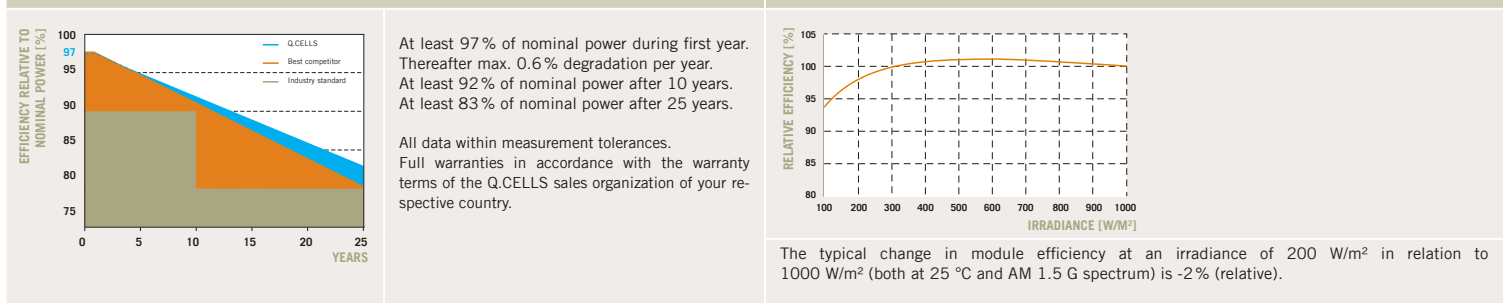 EFFICIENCY RELATIVE TO
NOMINAL POWER [%]
100
97
95
90
85
80
75
Q.CELLS
Best competitor
Industry standard
0 5 10 15 20 25
YEARS
At least 97 % of nominal power during first year.
Thereafter max. 0.6 % degradation per year.
At least 92 % of nominal power after 10 years.
At least 83 % of nominal power after 25 years.
All data within measurement tolerances.
Full warranties in accordance with the warranty
terms of the Q.CELLS sales organization of your re-
spective country.
RELATIVE EFFICIENCY [%]
105
100
95
90
85
80
100 200 300 400 500 600 700 800 900 1000
IRRADIANCE [W/M²]
The typical change in module efficiency at an irradiance of 200 W/m² in relation to
1000 W/m² (both at 25 °C and AM 1.5 G spectrum) is -2 % (relative).